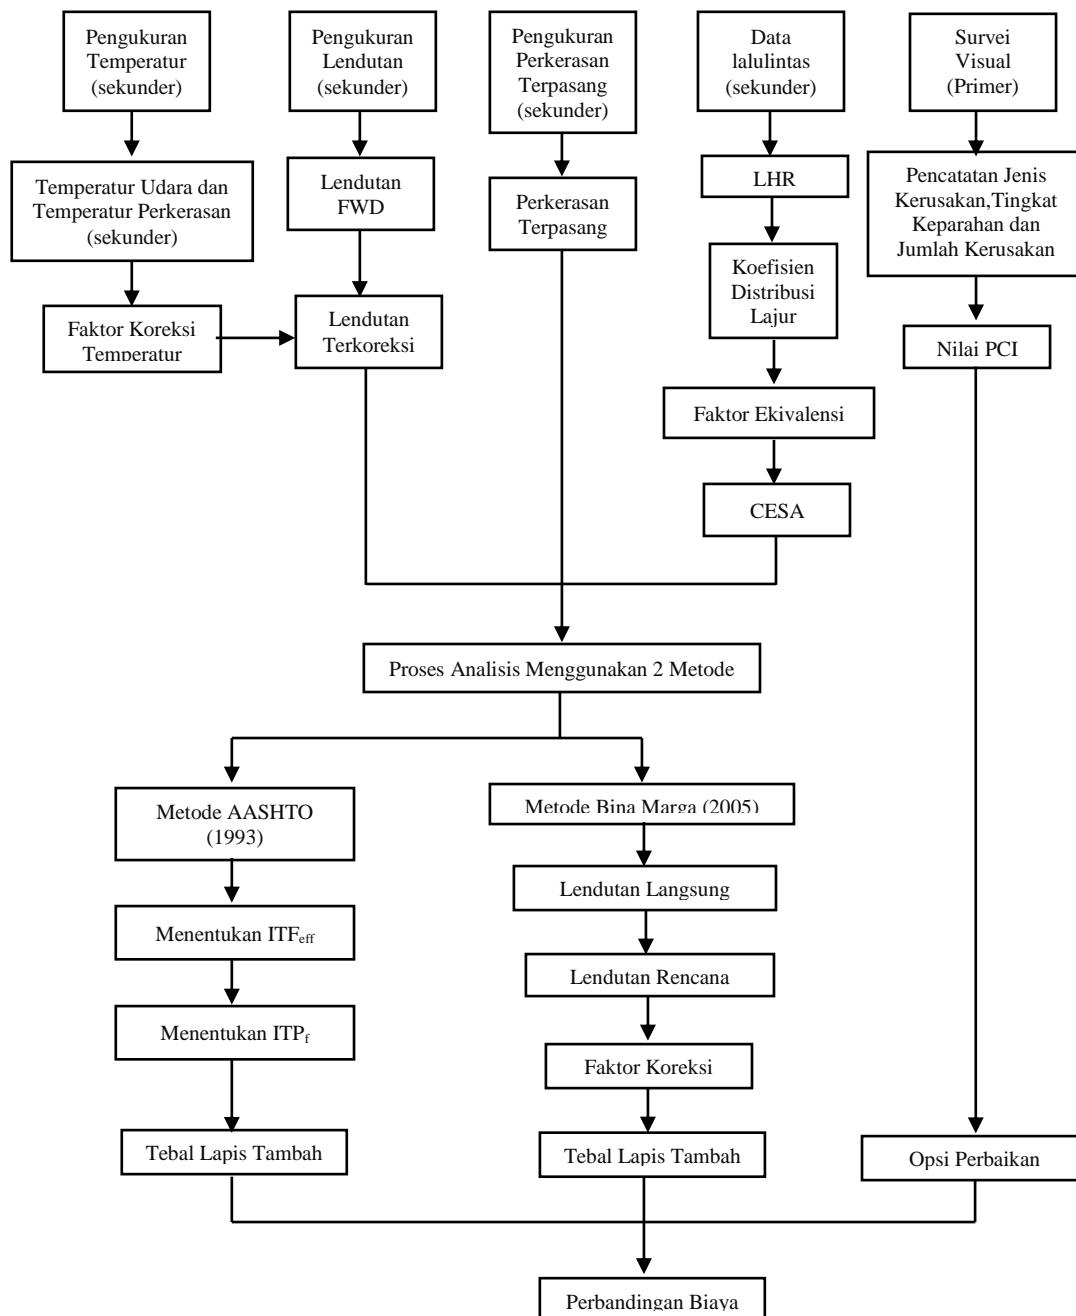 Pengukuran
Temperatur
(sekunder)
Pengukuran
Lendutan
(sekunder)
Pengukuran
Perkerasan
Terpasang
(sekunder)
Data
lalulintas
(sekunder)
Survei
Visual
(Primer)
Temperatur Udara dan
Temperatur Perkerasan
(sekunder)
Lendutan
FWD
Perkerasan
Terpasang
LHR
Pencatatan Jenis
Kerusakan,Tingkat
Keparahan dan
Jumlah Kerusakan
Koefisien
Distribusi
Lajur
Faktor Koreksi
Temperatur
Lendutan
Terkoreksi
Nilai PCI
Faktor Ekivalensi
CESA
Proses Analisis Menggunakan 2 Metode
Metode AASHTO
(1993)
Metode Bina Marga (2005)
Lendutan Langsung
Menentukan ITFeff
Lendutan Rencana
Menentukan ITPf
Faktor Koreksi
Tebal Lapis Tambah
Tebal Lapis Tambah
Opsi Perbaikan
Perbandingan Biaya